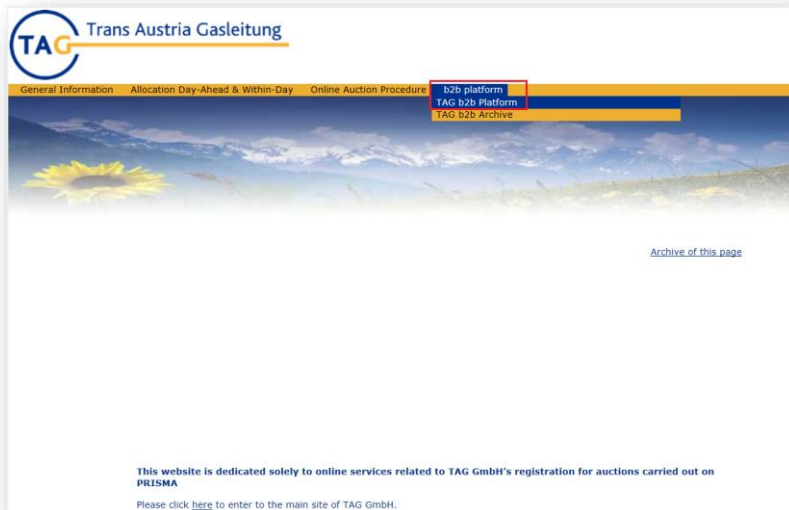 TAG Trans Austria Gasleitung
General Information Allocation Day-Ahead & Within-Day Online Auction Procedure b2b platform
TAG b2b Platform
TAG b2b Archive
Archive of this page
This website is dedicated solely to online services related to TAG GmbH's registration for auctions carried out on
PRISMA
Please click here to enter to the main site of TAG GmbH.